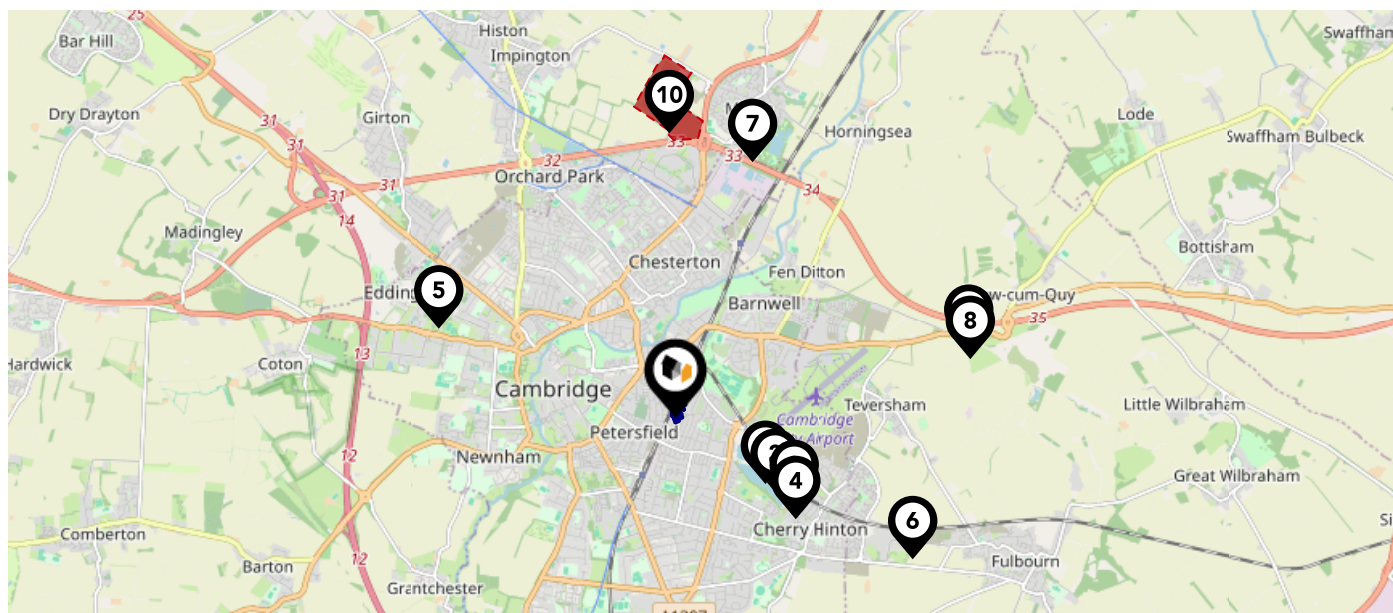 25
Bar Hill
Histon
Impington
Swaffham
Dry Drayton
31
Girton
10
7
Horningsea
Lode
Swaffham Bulbeck
31
33
33
32
31
31
Orchard Park
34
14
Madingley
Bottisham
Chesterton
Fen Ditton
5
Barnwell
w-cum-Quy
8
35
13
Hardwick
Coton
Cambridge
Teversham
Little Wilbraham
Cambridge
y Airport
Petersfield
12
Newnham
4
Great Wilbraham
6
Cherry Hinton
Comberton
Barton
12
Fulbourn
Grantchester